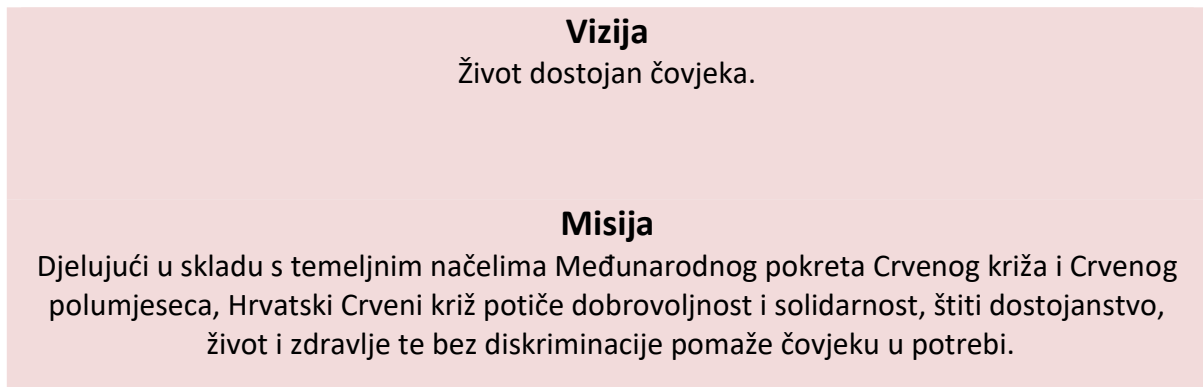 Vizija
Život dostojan čovjeka.
Misija
Djelujući u skladu s temeljnim načelima Međunarodnog pokreta Crvenog križa i Crvenog
polumjeseca, Hrvatski Crveni križ potiče dobrovoljnost i solidarnost, štiti dostojanstvo,
život i zdravlje te bez diskriminacije pomaže čovjeku u potrebi.